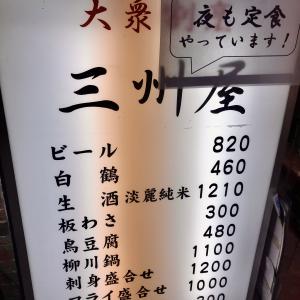 大衆
夜も定食
やっています!
三州屋
ビール 820
白鶴 460
生酒 淡麗純米 1210
板わさ 300
鳥豆腐 480
柳川鍋 1100
刺身盛合せ 1200
フライ盛合せ 1000